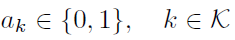 a_k ∈ {0, 1}, k ∈ 𝒦